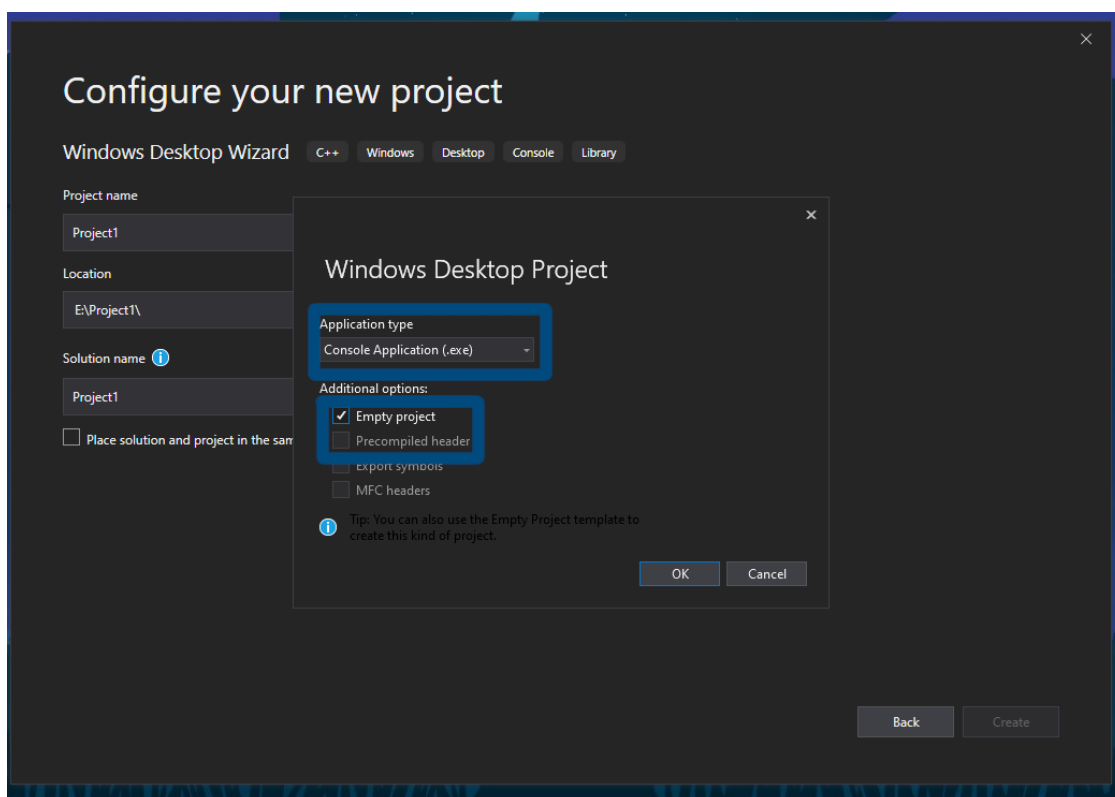 Configure your new project
Windows Desktop Wizard C++ Windows Desktop Console Library
Project name
Project1
Location
E:\Project1\
Solution name
Project1
Place solution and project in the sam
Windows Desktop Project
Application type
Console Application (.exe)
Additional options:
Empty project
Precompiled header
Export symbols
MFC headers
Tip: You can also use the Empty Project template to
create this kind of project.
OK Cancel
Back Create